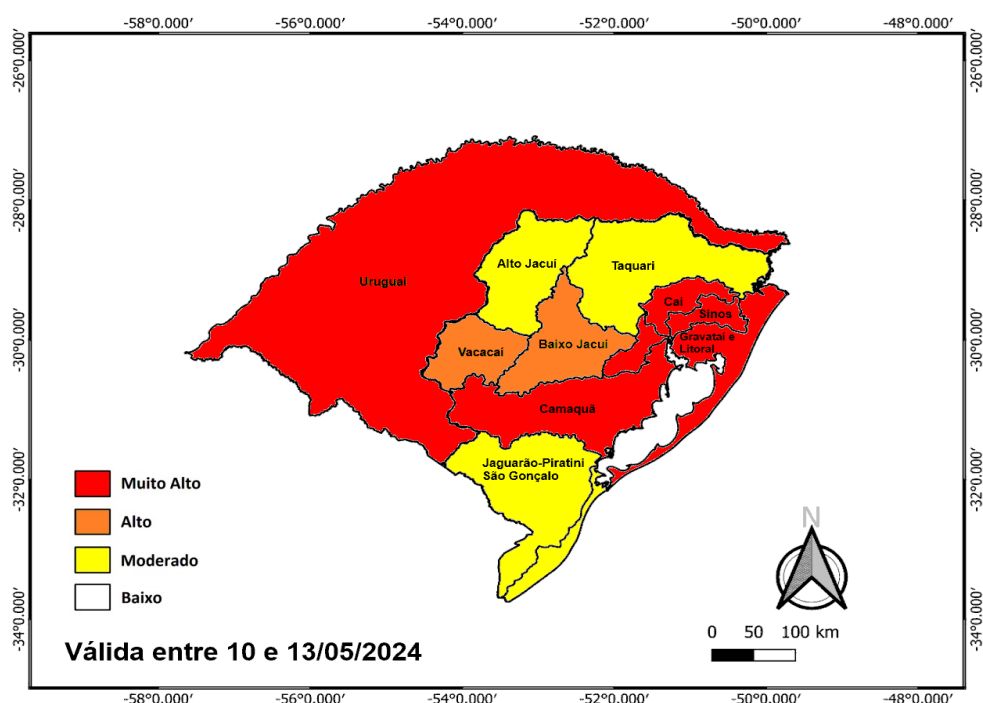 -58°0.000' -56°0.000' -54°0.000' -52°0.000' -50°0.000' -48°0.000'
-26°0.000' -26°0.000'
-28°0.000' -28°0.000'
Alto Jacuí
Taquari
Uruguai
Caí
Sinos
-30°0.000' -30°0.000'
Gravataí e
Litoral
Baixo Jacuí
Vacacaí
Camaquã
Jaguarão-Piratini
São Gonçalo
-32°0.000' -32°0.000'
Muito Alto
Alto
Moderado
Baixo
N
-34°0.000' -34°0.000'
0 50 100 km
Válida entre 10 e 13/05/2024
-58°0.000' -56°0.000' -54°0.000' -52°0.000' -50°0.000' -48°0.000'